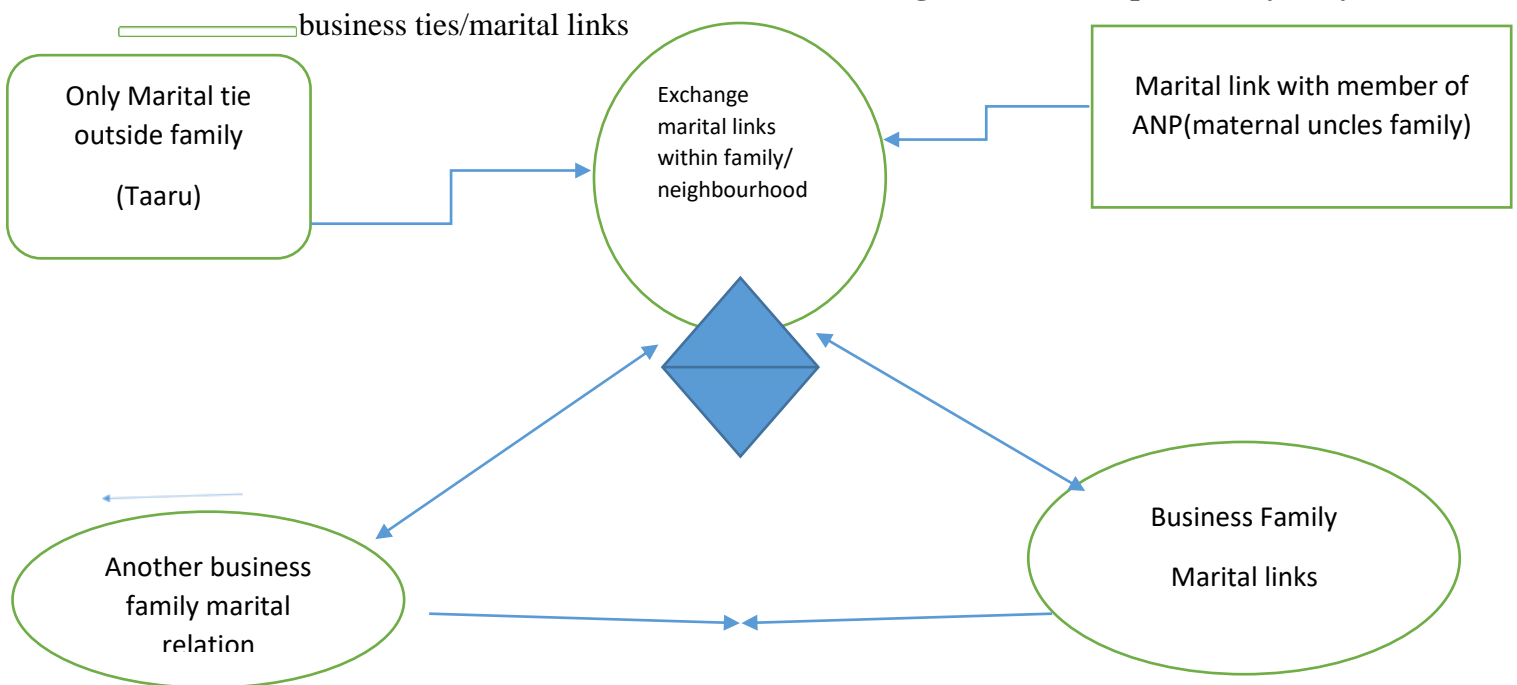 business ties/marital links
Only Marital tie
outside family
(Taaru)
Exchange
marital links
within family/
neighbourhood
Marital link with member of
ANP(maternal uncles family)
Another business
family marital
relation
Business Family
Marital links